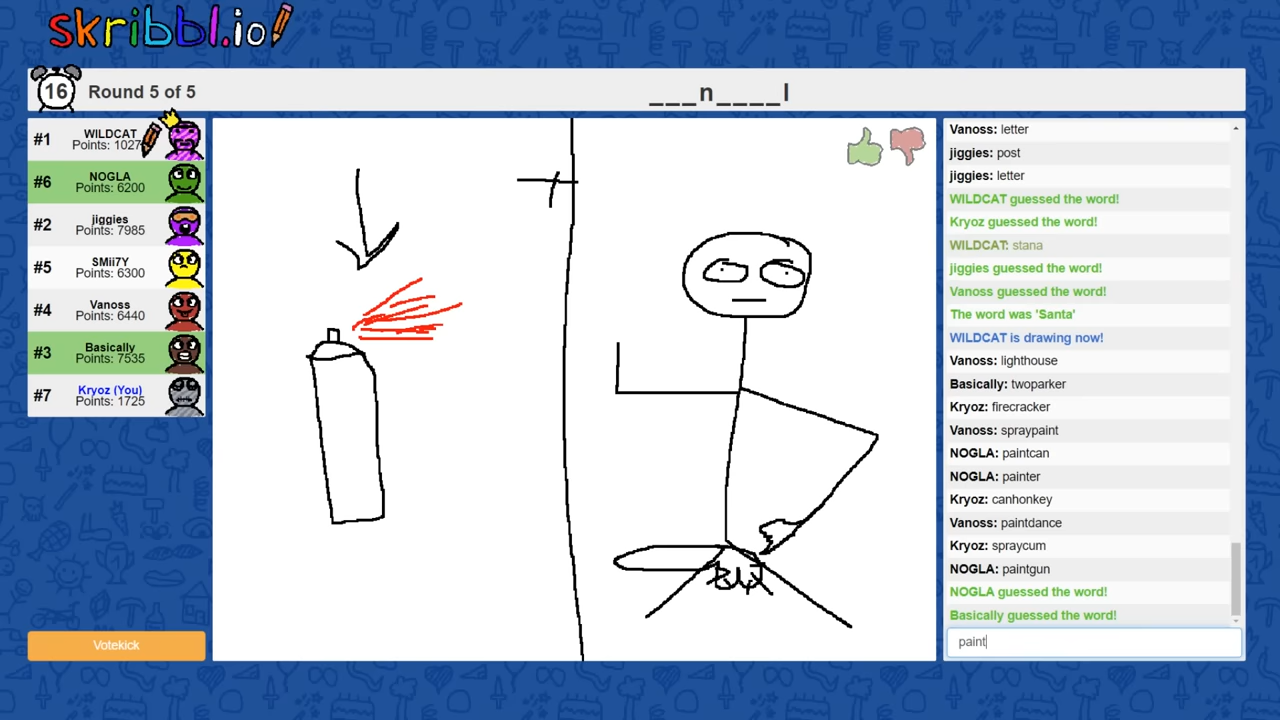 skribbl.io
16
Round 5 of 5
___n____l
#1
WILDCAT
Points: 1027
#6
NOGLA
Points: 6200
#2
jiggies
Points: 7985
#5
SMii7Y
Points: 6300
#4
Vanoss
Points: 6440
#3
Basically
Points: 7535
#7
Kryoz (You)
Points: 1725
Votekick
+
Vanoss: letter
jiggies: post
jiggies: letter
WILDCAT guessed the word!
Kryoz guessed the word!
WILDCAT: stana
jiggies guessed the word!
Vanoss guessed the word!
The word was 'Santa'
WILDCAT is drawing now!
Vanoss: lighthouse
Basically: twoparker
Kryoz: firecracker
Vanoss: spraypaint
NOGLA: paintcan
NOGLA: painter
Kryoz: canhonkey
Vanoss: paintdance
Kryoz: spraycum
NOGLA: paintgun
NOGLA guessed the word!
Basically guessed the word!
paint